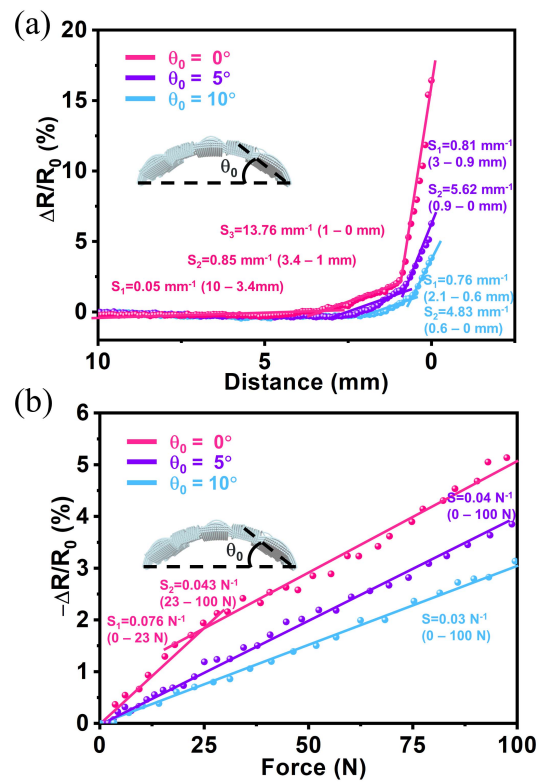 (a)
20
15
10
5
0
ΔR/R0 (%)
θ0 = 0°
θ0 = 5°
θ0 = 10°
θ0
S1=0.81 mm-1
(3 – 0.9 mm)
S2=5.62 mm-1
(0.9 – 0 mm)
S3=13.76 mm-1 (1 – 0 mm)
S2=0.85 mm-1 (3.4 – 1 mm)
S1=0.05 mm-1 (10 – 3.4mm)
S1=0.76 mm-1
(2.1 – 0.6 mm)
S2=4.83 mm-1
(0.6 – 0 mm)
10 5 0
Distance (mm)
(b)
6
5
4
3
2
1
0
–ΔR/R0 (%)
θ0 = 0°
θ0 = 5°
θ0 = 10°
θ0
S=0.04 N-1
(0 – 100 N)
S2=0.043 N-1
(23 – 100 N)
S1=0.076 N-1
(0 – 23 N)
S=0.03 N-1
(0 – 100 N)
0 25 50 75 100
Force (N)